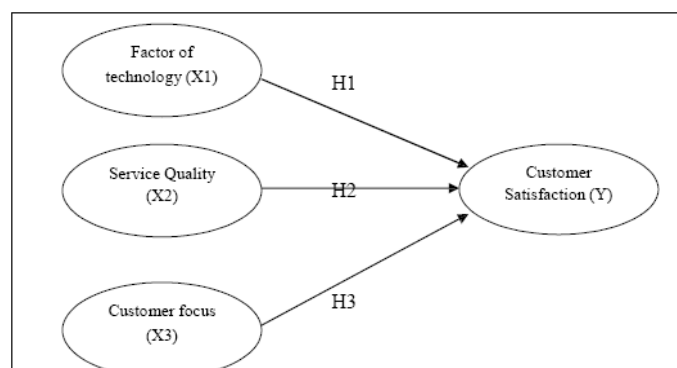 Factor of
technology (X1)
H1
Service Quality
(X2)
H2
Customer
Satisfaction (Y)
Customer focus
(X3)
H3